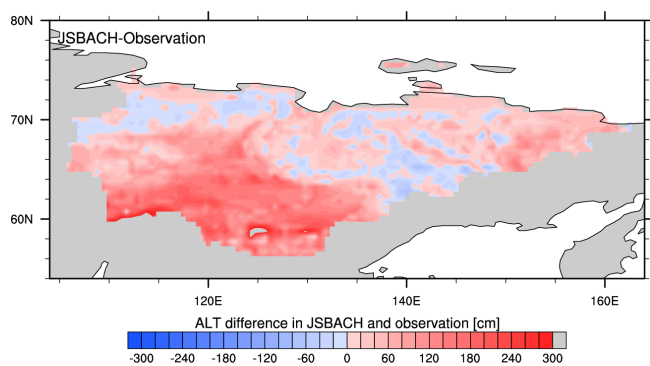 80N
JSBACH-Observation
70N
60N
120E 140E 160E
ALT difference in JSBACH and observation [cm]
-300 -240 -180 -120 -60 0 60 120 180 240 300